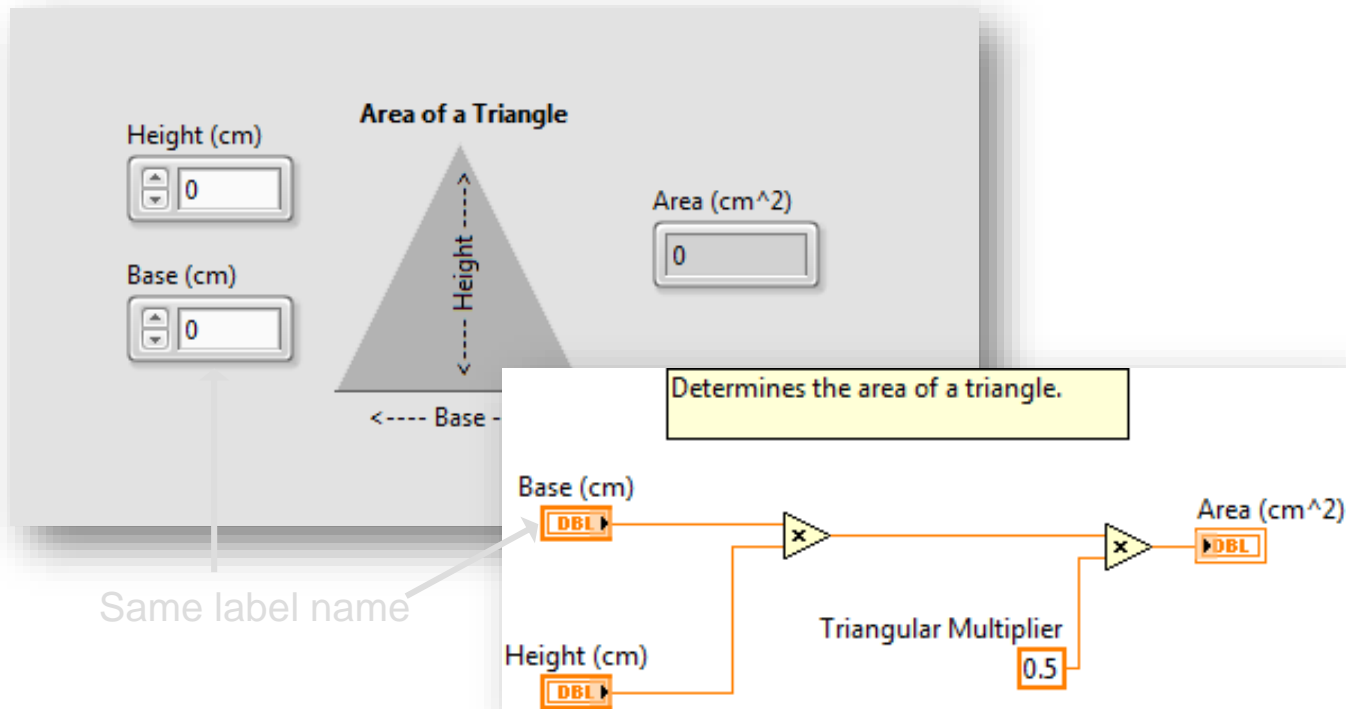 Area of a Triangle
Height (cm)
0
<---- Height ---->
Area (cm^2)
0
Base (cm)
0
<---- Base -
Same label name
Determines the area of a triangle.
Base (cm)
DBL
×
×
Area (cm^2)
DBL
Triangular Multiplier
0.5
Height (cm)
DBL